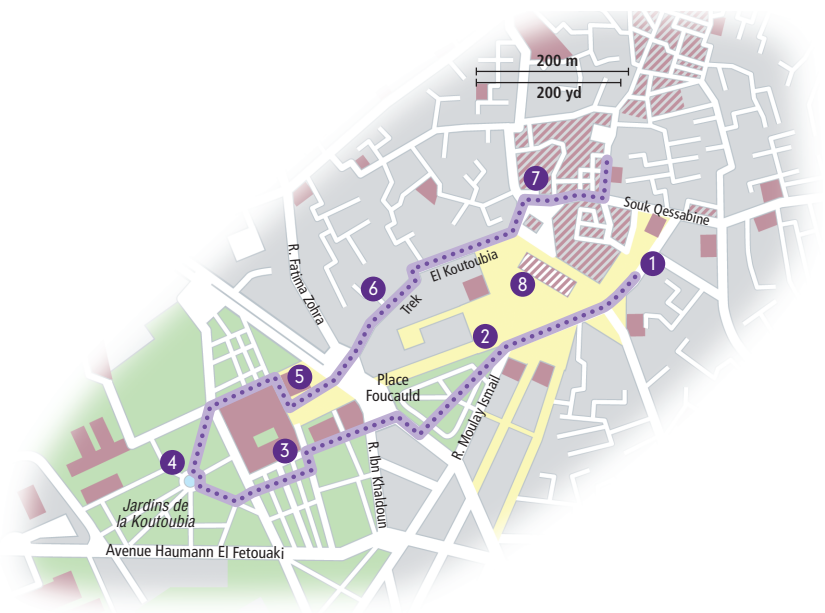 200 m
200 yd
7
Souk Qessabine
1
El Koutoubia
8
6
Trek
R. Fatima Zohra
2
5
Place
Foucauld
R. Moulay Ismail
3
4
R. Ibn Khaldoun
Jardins de
la Koutoubia
Avenue Haumann El Fetouaki